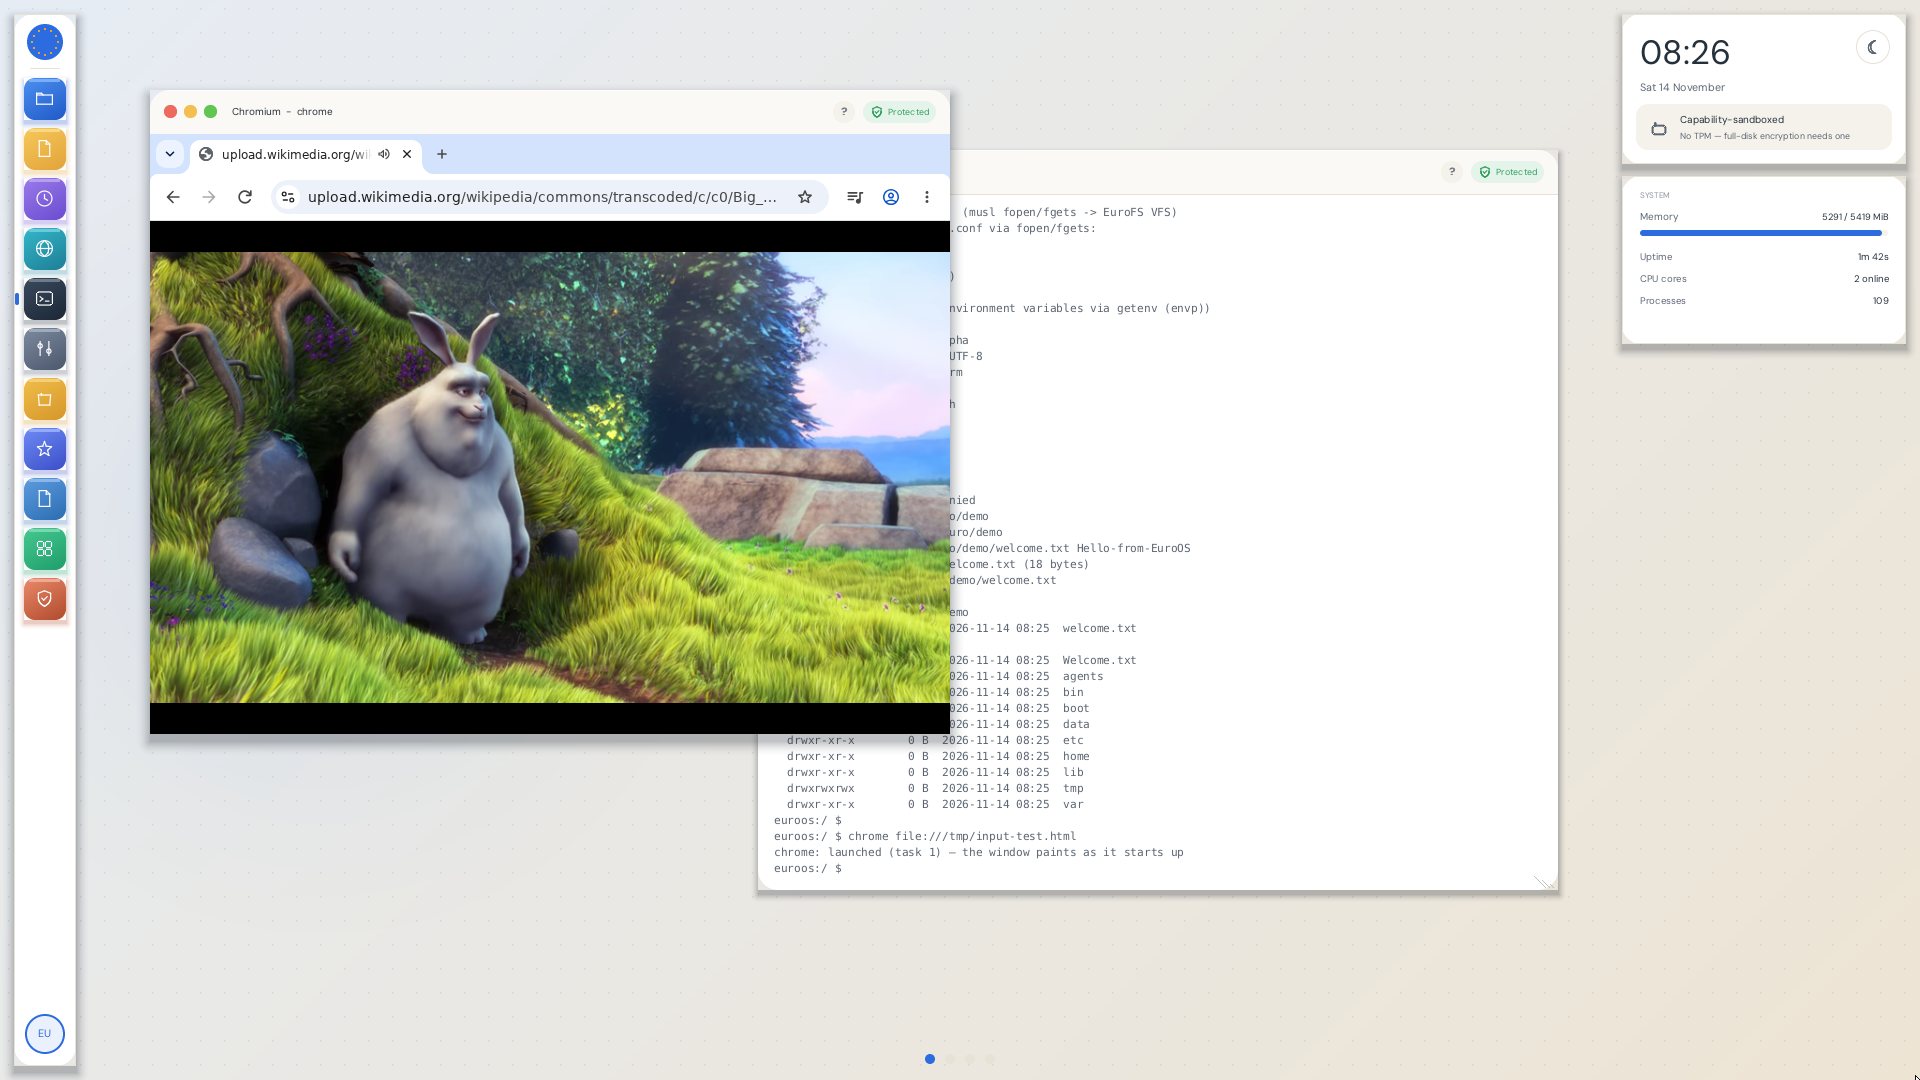 Chromium - chrome
?
Protected
upload.wikimedia.org/wi
upload.wikimedia.org/wikipedia/commons/transcoded/c/c0/Big_...
?
Protected
(musl fopen/fgets -> EuroFS VFS)
.conf via fopen/fgets:
)
nvironment variables via getenv (envp))
pha
UTF-8
rm
h
nied
o/demo
uro/demo
o/demo/welcome.txt Hello-from-EuroOS
elcome.txt (18 bytes)
demo/welcome.txt
emo
026-11-14 08:25 welcome.txt
026-11-14 08:25 Welcome.txt
026-11-14 08:25 agents
026-11-14 08:25 bin
026-11-14 08:25 boot
026-11-14 08:25 data
drwxr-xr-x 0 B 2026-11-14 08:25 etc
drwxr-xr-x 0 B 2026-11-14 08:25 home
drwxr-xr-x 0 B 2026-11-14 08:25 lib
drwxrwxrwx 0 B 2026-11-14 08:25 tmp
drwxr-xr-x 0 B 2026-11-14 08:25 var
euroos:/ $
euroos:/ $ chrome file:///tmp/input-test.html
chrome: launched (task 1) — the window paints as it starts up
euroos:/ $
08:26
Sat 14 November
Capability-sandboxed
No TPM — full-disk encryption needs one
SYSTEM
Memory 5291 / 5419 MiB
Uptime 1m 42s
CPU cores 2 online
Processes 109
EU